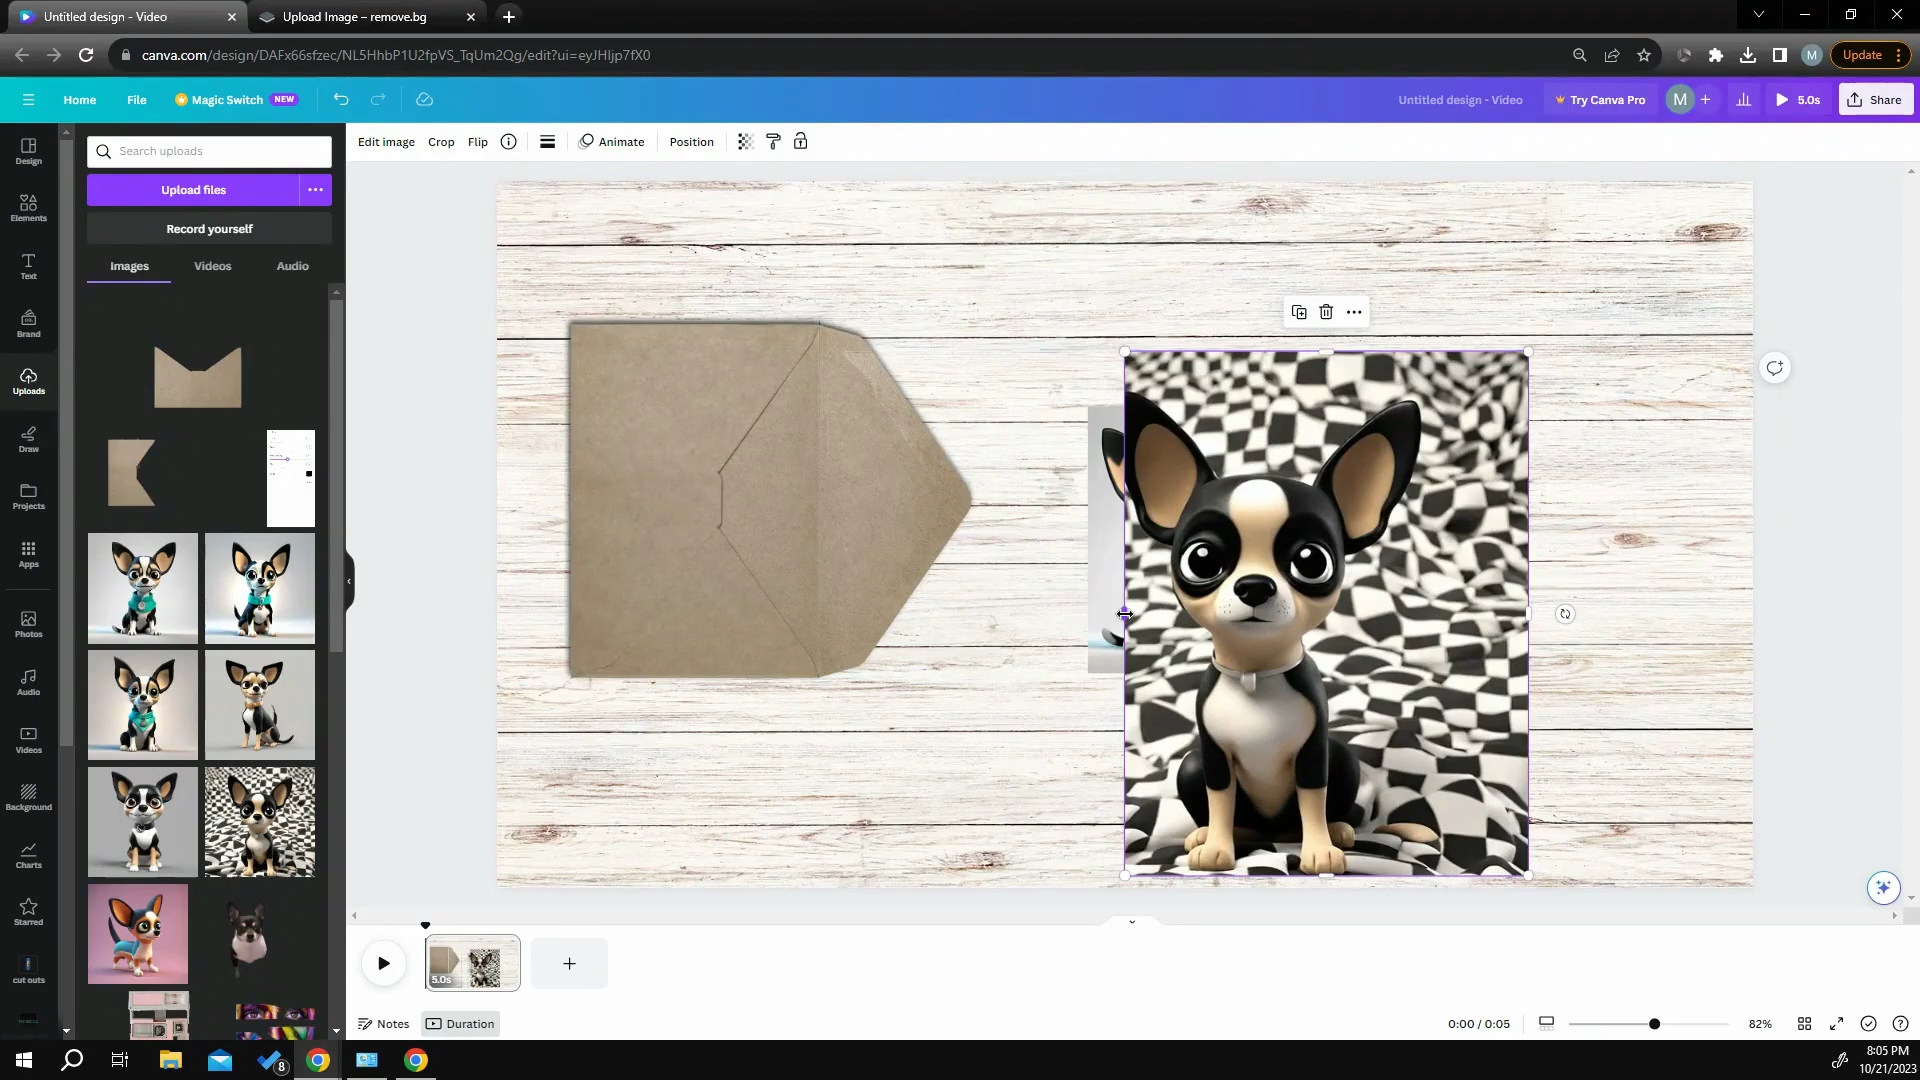 Untitled design - Video
Upload Image – remove.bg
canva.com/design/DAFx66sfzec/NL5HhbP1U2fpVS_TqUm2Qg/edit?ui=eyJHIjp7fX0
M
Update
Home
File
Magic Switch
NEW
Untitled design - Video
Try Canva Pro
M
5.0s
Share
Design
Elements
Text
Brand
Uploads
Draw
Projects
Apps
Photos
Audio
Videos
Background
Charts
Starred
cut outs
Search uploads
Upload files
Record yourself
Images
Videos
Audio
Edit image
Crop
Flip
Animate
Position
5.0s
Notes
Duration
0:00 / 0:05
82%
8
8:05 PM
10/21/2023